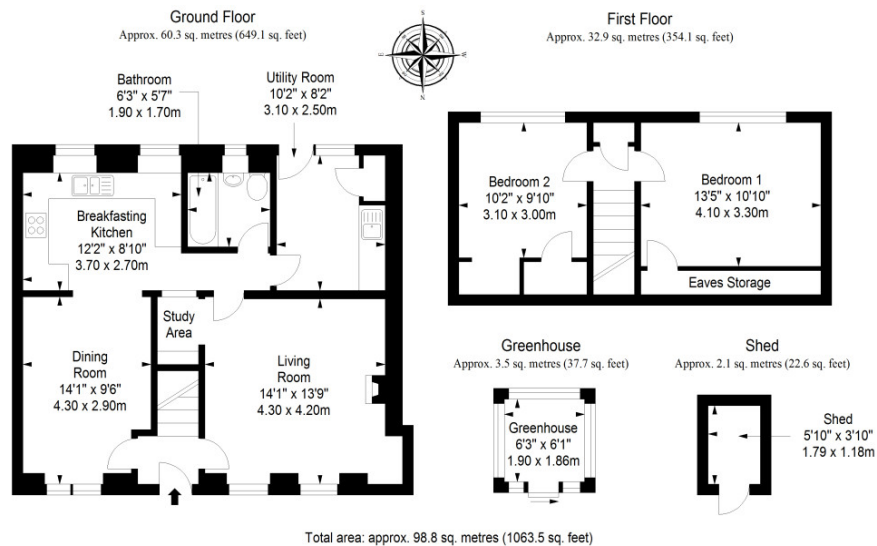 Ground Floor
Approx. 60.3 sq. metres (649.1 sq. feet)
First Floor
Approx. 32.9 sq. metres (354.1 sq. feet)
Bathroom
6'3" x 5'7"
1.90 x 1.70m
Utility Room
10'2" x 8'2"
3.10 x 2.50m
Breakfasting
Kitchen
12'2" x 8'10"
3.70 x 2.70m
Study
Area
Dining
Room
14'1" x 9'6"
4.30 x 2.90m
Living
Room
14'1" x 13'9"
4.30 x 4.20m
Bedroom 2
10'2" x 9'10"
3.10 x 3.00m
Bedroom 1
13'5" x 10'10"
4.10 x 3.30m
Eaves Storage
Greenhouse
Approx. 3.5 sq. metres (37.7 sq. feet)
Greenhouse
6'3" x 6'1"
1.90 x 1.86m
Shed
Approx. 2.1 sq. metres (22.6 sq. feet)
Shed
5'10" x 3'10"
1.79 x 1.18m
Total area: approx. 98.8 sq. metres (1063.5 sq. feet)